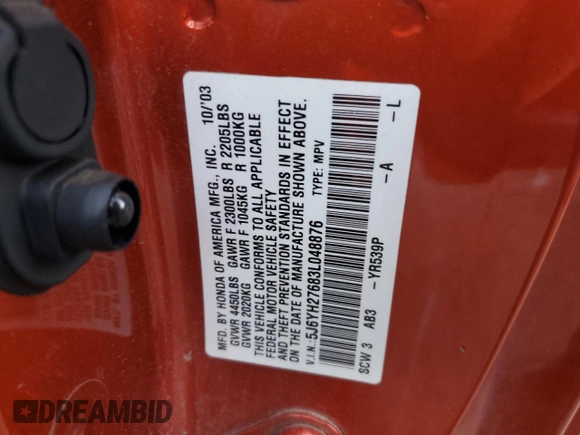 MFD. BY HONDA OF AMERICA MFG., INC. 10/'03
GVWR 4450LBS GAWR F 2300LBS R 2205LBS
GVWR 2020KG GAWR F 1045KG R 1000KG
THIS VEHICLE CONFORMS TO ALL APPLICABLE
FEDERAL MOTOR VEHICLE SAFETY
AND THEFT PREVENTION STANDARDS IN EFFECT
ON THE DATE OF MANUFACTURE SHOWN ABOVE.
V.I.N.: 5J6YH27683L048876 TYPE: MPV
SCW 3 AB3 -YR539P -A -L
DREAMBID